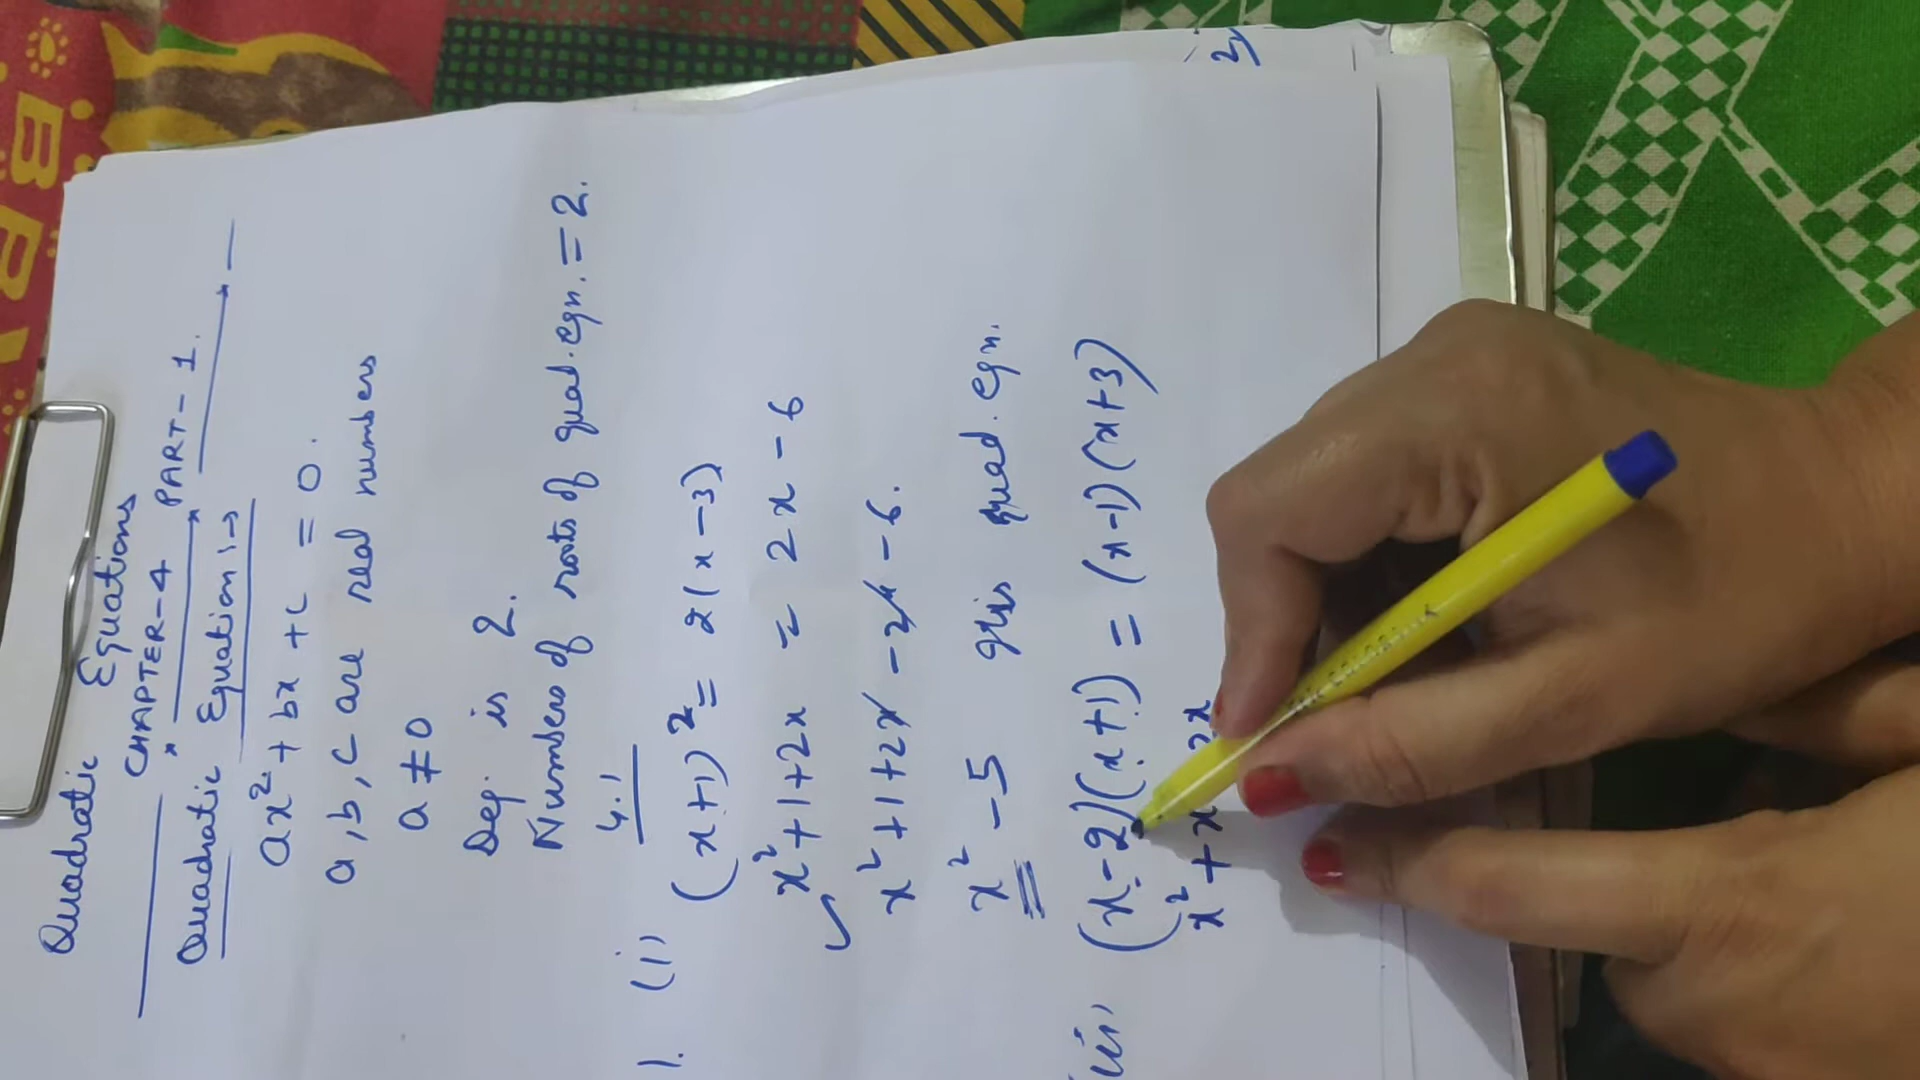 Quadratic Equations
CHAPTER-4 PART-1.
Quadratic Equation :→
ax² + bx + c = 0.
a, b, c are real numbers
a ≠ 0
Deg. is 2.
Numbers of roots of quad. eqn. = 2.
4.1
1. (i) (x+1)² = 2(x-3)
x²+1+2x = 2x-6
x²+1+2x-2x-6.
x²-5 quad. eqn.
(x-2)(x+1) = (x-1)(x+3)
x²+x 2x